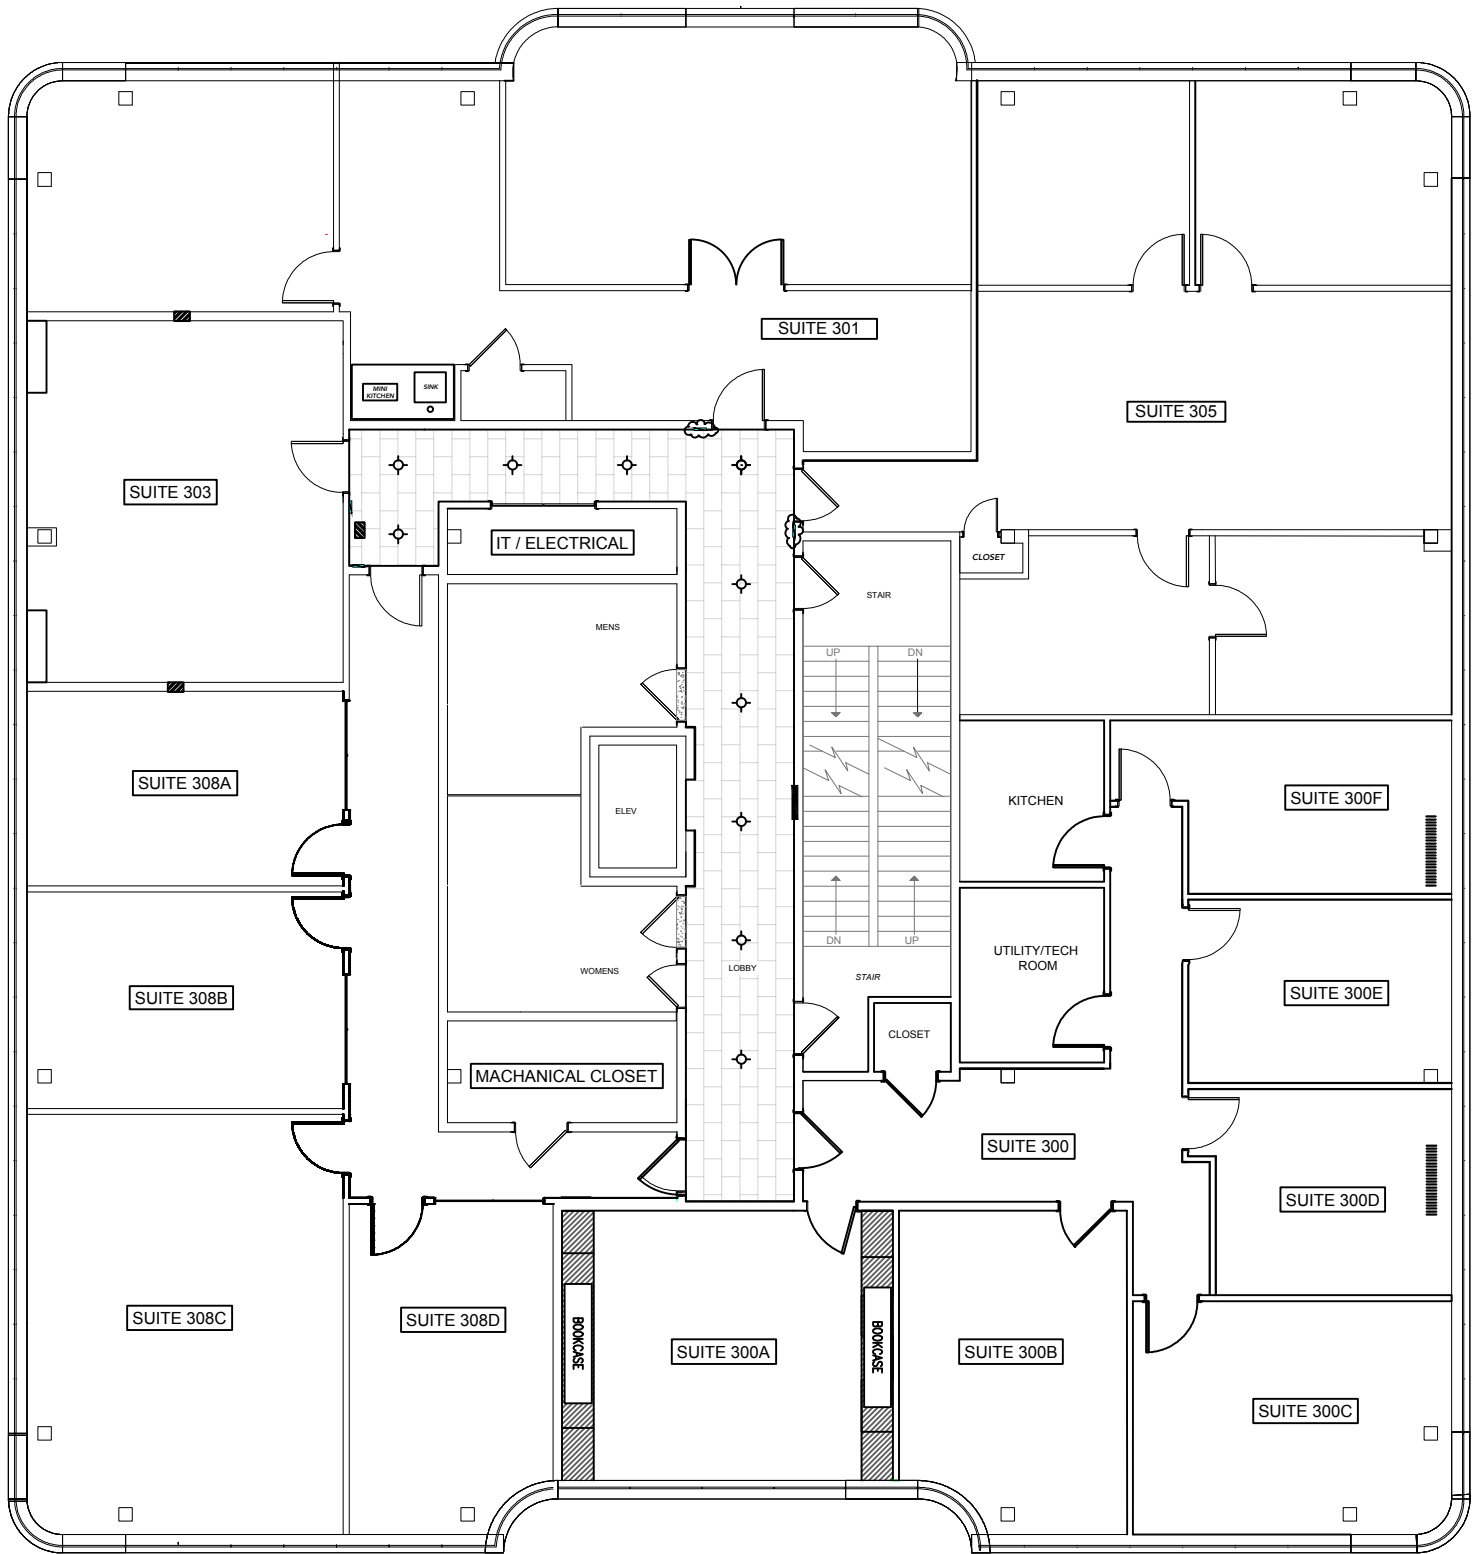 SUITE 301
MINI
KITCHEN
SINK
SUITE 305
SUITE 303
IT / ELECTRICAL
CLOSET
STAIR
MENS
UP
DN
SUITE 308A
ELEV
KITCHEN
SUITE 300F
DN
UP
UTILITY/TECH
ROOM
LOBBY
WOMENS
STAIR
SUITE 308B
SUITE 300E
CLOSET
MACHANICAL CLOSET
SUITE 300
SUITE 300D
SUITE 308C
SUITE 308D
BOOKCASE
SUITE 300A
BOOKCASE
SUITE 300B
SUITE 300C